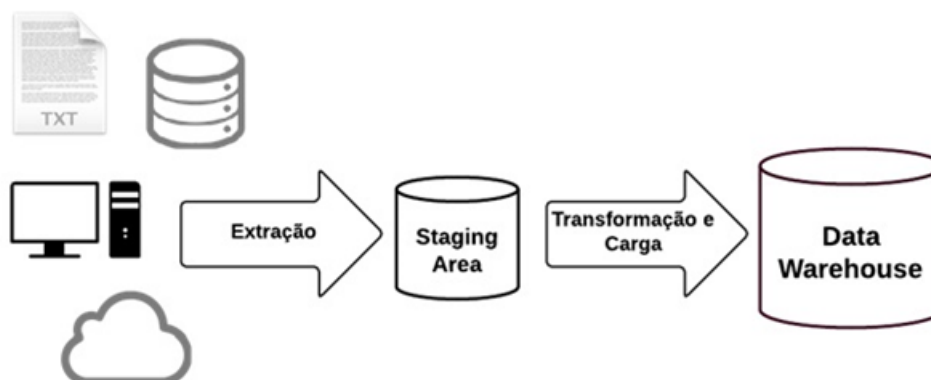 TXT
Extração
Staging
Area
Transformação e
Carga
Data
Warehouse